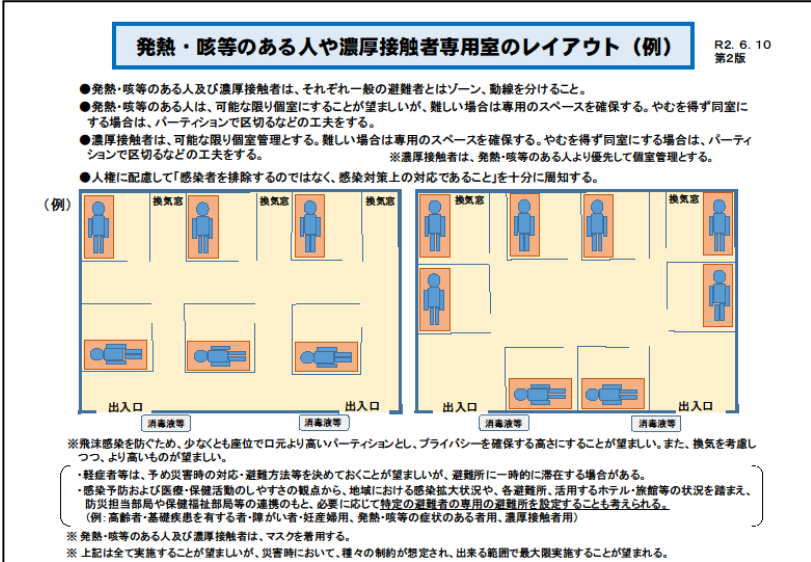 発熱・咳等のある人や濃厚接触者専用室のレイアウト（例）
R2. 6. 10
第2版
●発熱・咳等のある人及び濃厚接触者は、それぞれ一般の避難者とはゾーン、動線を分けること。
●発熱・咳等のある人は、可能な限り個室にすることが望ましいが、難しい場合は専用のスペースを確保する。やむを得ず同室に
する場合は、パーティションで区切るなどの工夫をする。
●濃厚接触者は、可能な限り個室管理とする。難しい場合は専用のスペースを確保する。やむを得ず同室にする場合は、パーティ
ションで区切るなどの工夫をする。
※濃厚接触者は、発熱・咳等のある人より優先して個室管理とする。
●人権に配慮して「感染者を排除するのではなく、感染対策上の対応であること」を十分に周知する。
(例)
換気窓 換気窓 換気窓 換気窓
換気窓 換気窓
出入口 出入口 出入口 出入口
消毒液等 消毒液等 消毒液等 消毒液等
※飛沫感染を防ぐため、少なくとも座位で口元より高いパーティションとし、プライバシーを確保する高さにすることが望ましい。また、換気を考慮し
つつ、より高いものが望ましい。
・軽症者等は、予め災害時の対応・避難方法等を決めておくことが望ましいが、避難所に一時的に滞在する場合がある。
・感染予防および医療・保健活動のしやすさの観点から、地域における感染拡大状況や、各避難所、活用するホテル・旅館等の状況を踏まえ、
防災担当部局や保健福祉部局等の連携のもと、必要に応じて特定の避難者の専用の避難所を設定することも考えられる。
(例:高齢者・基礎疾患を有する者・障がい者・妊産婦用、発熱・咳等の症状のある者用、濃厚接触者用)
※ 発熱・咳等のある人及び濃厚接触者は、マスクを着用する。
※ 上記は全て実施することが望ましいが、災害時において、種々の制約が想定され、出来る範囲で最大限実施することが望まれる。